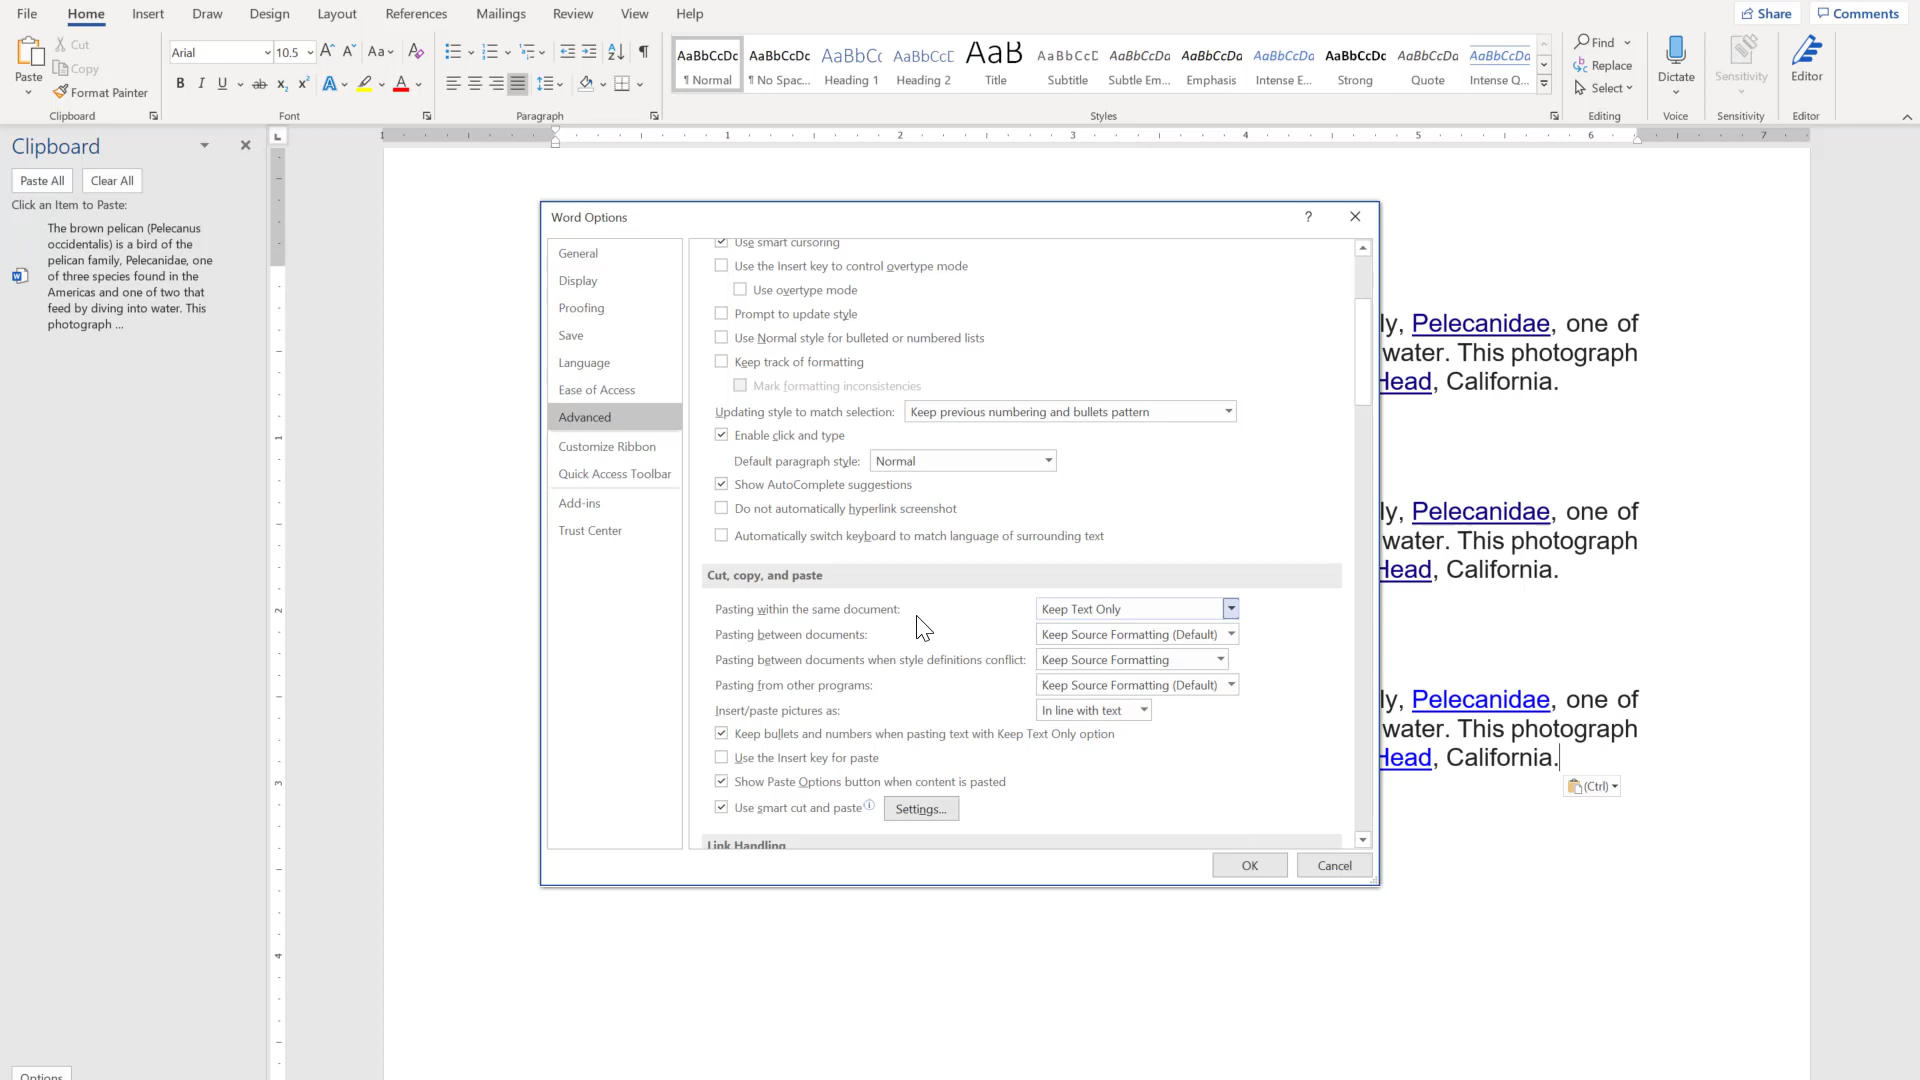 File Home Insert Draw Design Layout References Mailings Review View Help Share Comments
Cut
Copy
Paste
Format Painter
Clipboard
Arial 10.5
Font
Paragraph
AaBbCcDc AaBbCcDc AaBbCc AaBbCcD AaB AaBbCcD AaBbCcDa AaBbCcDa AaBbCcDa AaBbCcDc AaBbCcDa AaBbCcDa
¶ Normal ¶ No Spac... Heading 1 Heading 2 Title Subtitle Subtle Em... Emphasis Intense E... Strong Quote Intense Q...
Styles
Find
Replace
Select
Editing
Dictate
Voice
Sensitivity
Sensitivity
Editor
Editor
1 1 2 3 4 5 6 7
Clipboard
Paste All Clear All
Click an Item to Paste:
The brown pelican (Pelecanus
occidentalis) is a bird of the
pelican family, Pelecanidae, one
of three species found in the
Americas and one of two that
feed by diving into water. This
photograph ...
Options
1
2
3
4
Word Options ?
General
Display
Proofing
Save
Language
Ease of Access
Advanced
Customize Ribbon
Quick Access Toolbar
Add-ins
Trust Center
Use smart cursoring
Use the Insert key to control overtype mode
Use overtype mode
Prompt to update style
Use Normal style for bulleted or numbered lists
Keep track of formatting
Mark formatting inconsistencies
Updating style to match selection: Keep previous numbering and bullets pattern
Enable click and type
Default paragraph style: Normal
Show AutoComplete suggestions
Do not automatically hyperlink screenshot
Automatically switch keyboard to match language of surrounding text
Cut, copy, and paste
Pasting within the same document: Keep Text Only
Pasting between documents: Keep Source Formatting (Default)
Pasting between documents when style definitions conflict: Keep Source Formatting
Pasting from other programs: Keep Source Formatting (Default)
Insert/paste pictures as: In line with text
Keep bullets and numbers when pasting text with Keep Text Only option
Use the Insert key for paste
Show Paste Options button when content is pasted
Use smart cut and paste Settings...
Link Handling
OK Cancel
ly, Pelecanidae, one of
water. This photograph
Head, California.
ly, Pelecanidae, one of
water. This photograph
Head, California.
ly, Pelecanidae, one of
water. This photograph
Head, California.
(Ctrl)